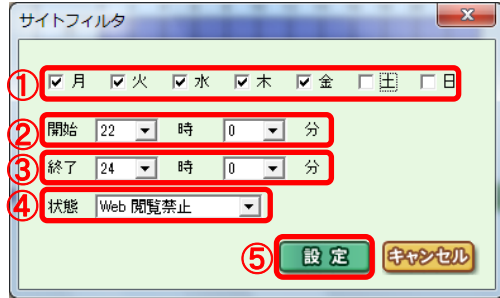 サイトフィルタ
① 月 火 水 木 金 土 日
② 開始 22 時 0 分
③ 終了 24 時 0 分
④ 状態 Web 閲覧禁止
⑤ 設定 キャンセル